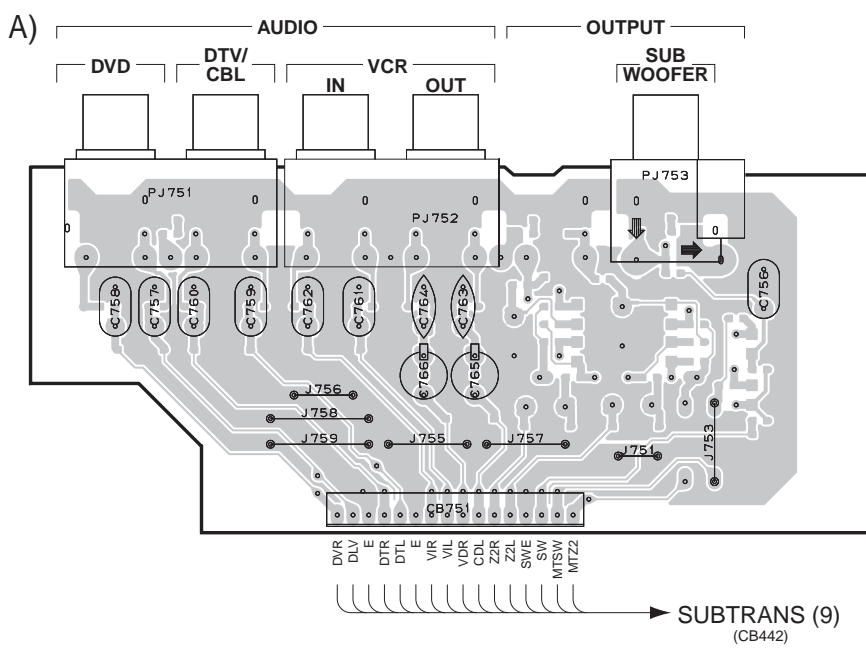 A)
AUDIO
OUTPUT
DVD
DTV/
CBL
VCR
IN
OUT
SUB
WOOFER
PJ751
PJ752
PJ753
C758
C757
C760
C759
C762
C761
C764
C763
C756
C766
C765
J756
J758
J759
J755
J757
J751
J753
CB751
DVR
DLV
E
DTR
DTL
E
VIR
VIL
VDR
CDL
Z2R
Z2L
SWE
SW
MTSW
MTZ2
SUBTRANS (9)
(CB442)